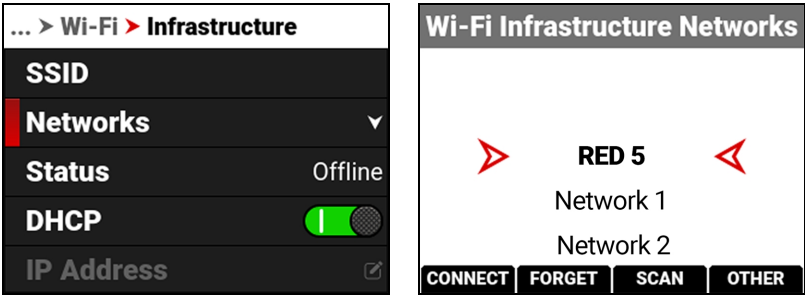 ... > Wi-Fi > Infrastructure
SSID
Networks
Status Offline
DHCP
IP Address
Wi-Fi Infrastructure Networks
RED 5
Network 1
Network 2
CONNECT FORGET SCAN OTHER